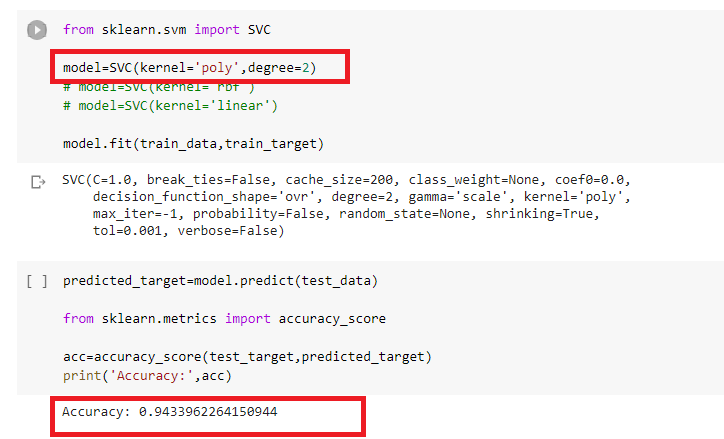 from sklearn.svm import SVC
model=SVC(kernel='poly',degree=2)
# model=SVC(kernel='rbf')
# model=SVC(kernel='linear')
model.fit(train_data,train_target)
SVC(C=1.0, break_ties=False, cache_size=200, class_weight=None, coef0=0.0,
decision_function_shape='ovr', degree=2, gamma='scale', kernel='poly',
max_iter=-1, probability=False, random_state=None, shrinking=True,
tol=0.001, verbose=False)
[ ] predicted_target=model.predict(test_data)
from sklearn.metrics import accuracy_score
acc=accuracy_score(test_target,predicted_target)
print('Accuracy:',acc)
Accuracy: 0.9433962264150944